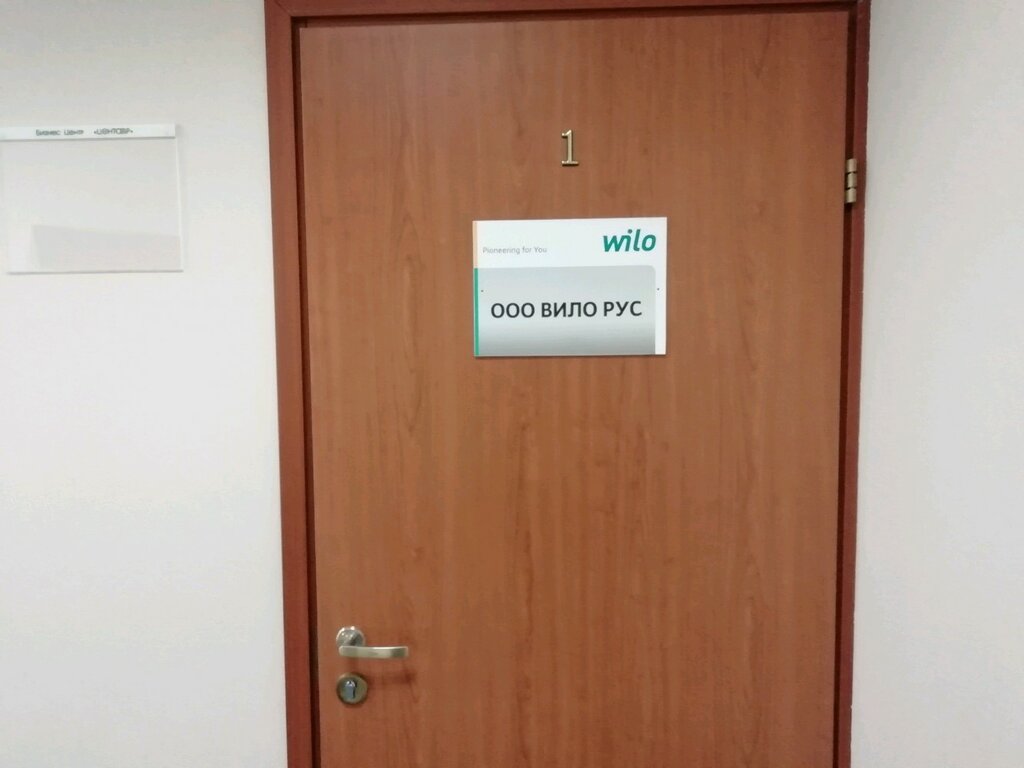 Бизнес Центр
1
Pioneering for You
wilo
ООО ВИЛО РУС